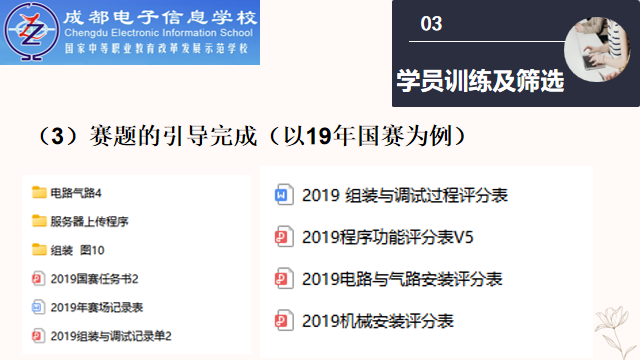 成都电子信息学校
Chengdu Electronic Information School
国家中等职业教育改革发展示范学校
03
学员训练及筛选
（3）赛题的引导完成（以19年国赛为例）
电路气路4
服务器上传程序
组装 图10
2019国赛任务书2
2019年赛场记录表
2019组装与调试记录单2
2019 组装与调试过程评分表
2019程序功能评分表V5
2019电路与气路安装评分表
2019机械安装评分表